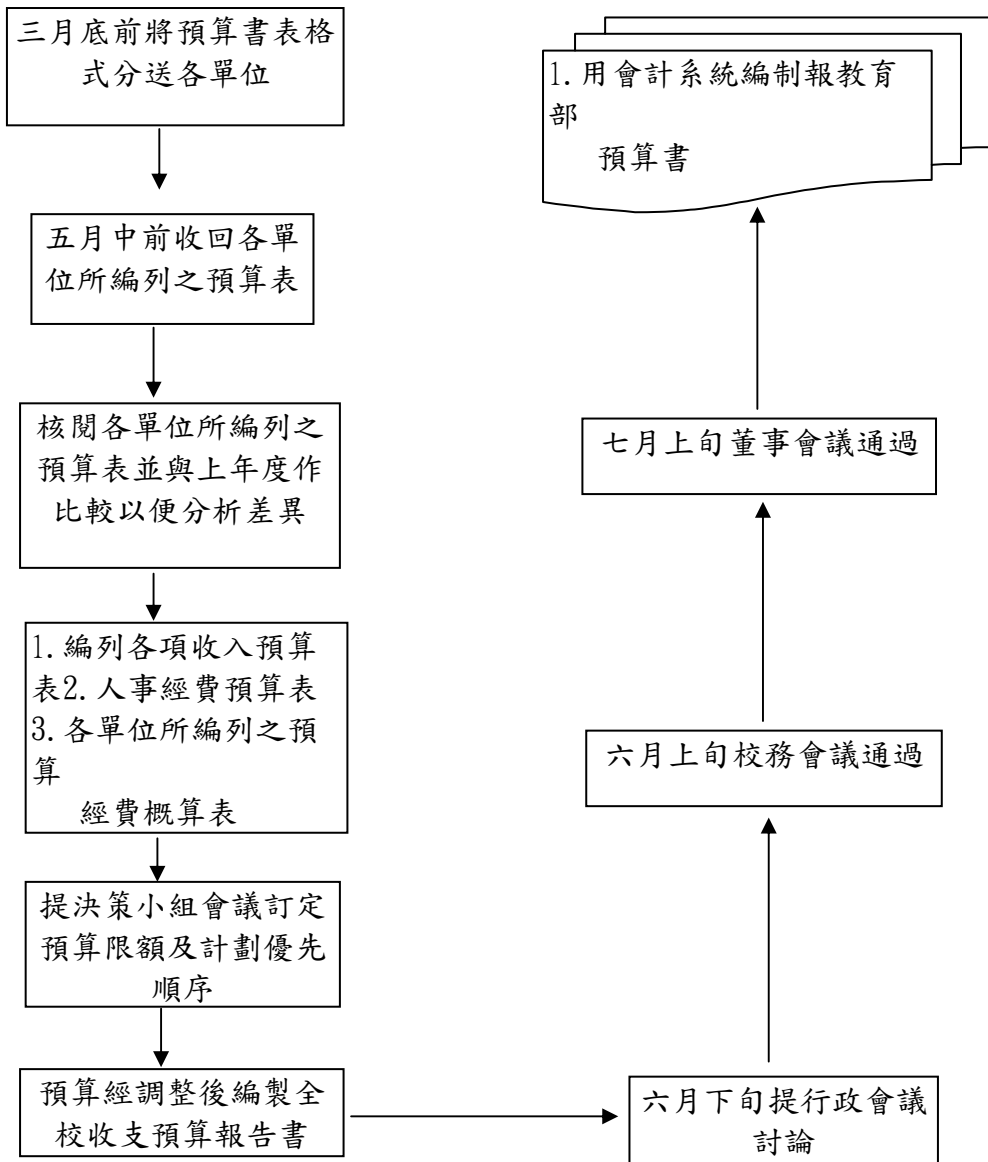 三月底前將預算書表格
式分送各單位
五月中前收回各單
位所編列之預算表
核閱各單位所編列之
預算表並與上年度作
比較以便分析差異
1.編列各項收入預算
表2.人事經費預算表
3.各單位所編列之預
算
經費概算表
提決策小組會議訂定
預算限額及計劃優先
順序
預算經調整後編製全
校收支預算報告書
六月下旬提行政會議
討論
六月上旬校務會議通過
七月上旬董事會議通過
1.用會計系統編制報教育
部
預算書